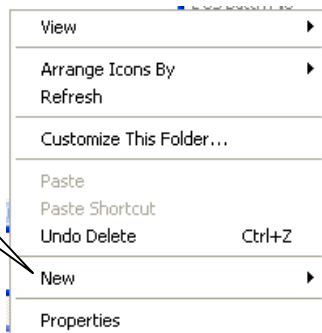 View
Arrange Icons By
Refresh
Customize This Folder...
Paste
Paste Shortcut
Undo Delete Ctrl+Z
New
Properties